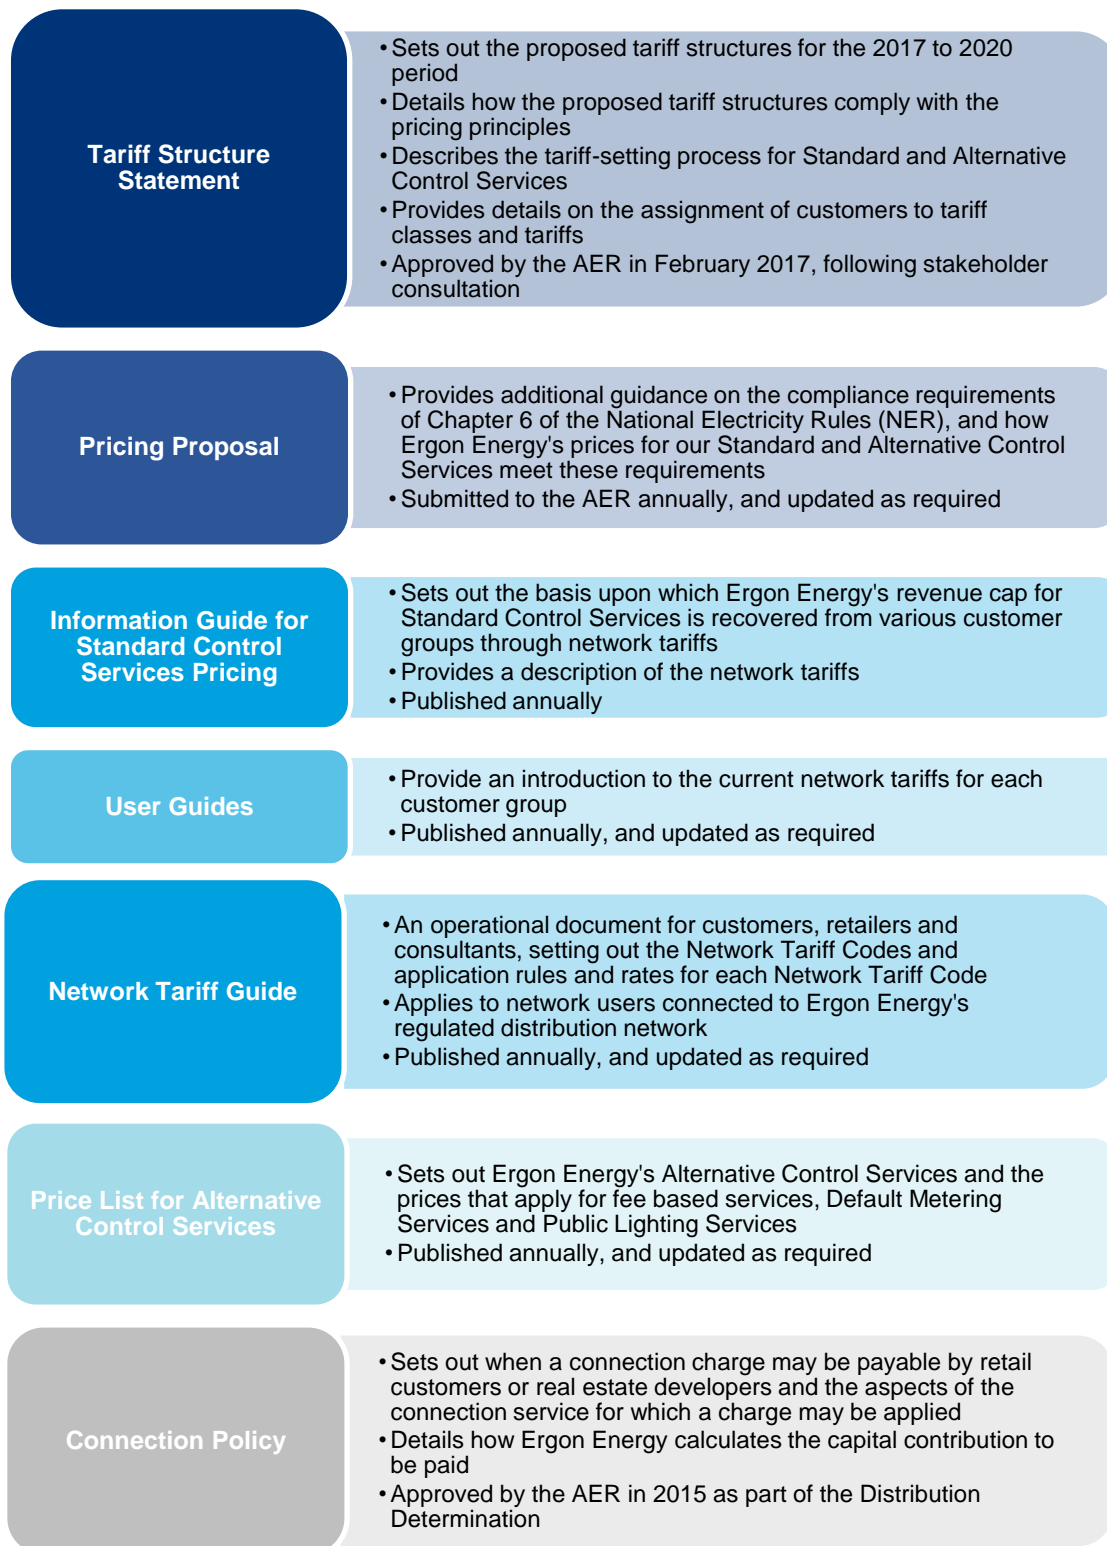 Tariff Structure
Statement
•Sets out the proposed tariff structures for the 2017 to 2020
period
•Details how the proposed tariff structures comply with the
pricing principles
•Describes the tariff-setting process for Standard and Alternative
Control Services
•Provides details on the assignment of customers to tariff
classes and tariffs
•Approved by the AER in February 2017, following stakeholder
consultation
Pricing Proposal
•Provides additional guidance on the compliance requirements
of Chapter 6 of the National Electricity Rules (NER), and how
Ergon Energy's prices for our Standard and Alternative Control
Services meet these requirements
•Submitted to the AER annually, and updated as required
Information Guide for
Standard Control
Services Pricing
•Sets out the basis upon which Ergon Energy's revenue cap for
Standard Control Services is recovered from various customer
groups through network tariffs
•Provides a description of the network tariffs
•Published annually
User Guides
•Provide an introduction to the current network tariffs for each
customer group
•Published annually, and updated as required
Network Tariff Guide
•An operational document for customers, retailers and
consultants, setting out the Network Tariff Codes and
application rules and rates for each Network Tariff Code
•Applies to network users connected to Ergon Energy's
regulated distribution network
•Published annually, and updated as required
Price List for Alternative
Control Services
•Sets out Ergon Energy's Alternative Control Services and the
prices that apply for fee based services, Default Metering
Services and Public Lighting Services
•Published annually, and updated as required
Connection Policy
•Sets out when a connection charge may be payable by retail
customers or real estate developers and the aspects of the
connection service for which a charge may be applied
•Details how Ergon Energy calculates the capital contribution to
be paid
•Approved by the AER in 2015 as part of the Distribution
Determination